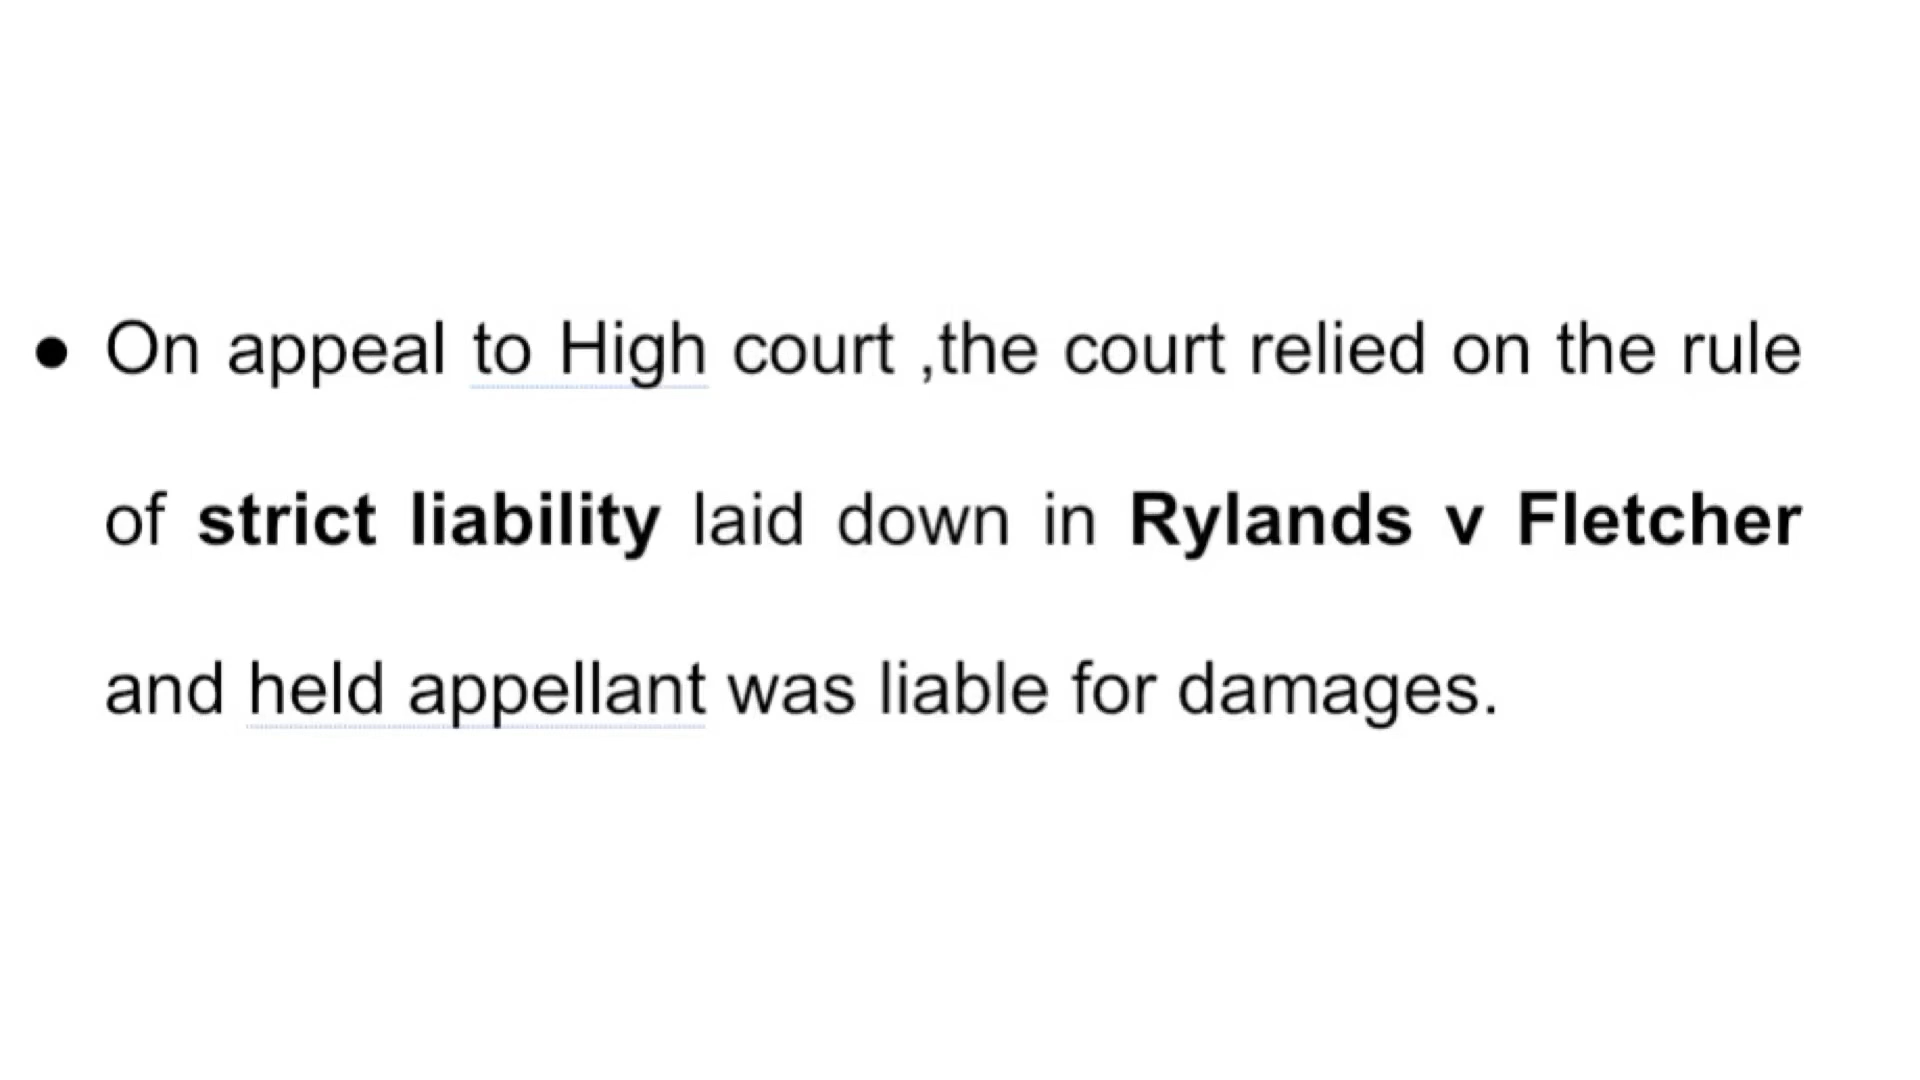 ● On appeal to High court ,the court relied on the rule
of strict liability laid down in Rylands v Fletcher
and held appellant was liable for damages.